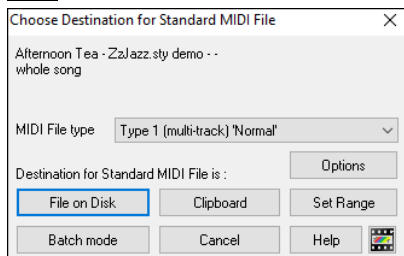 Choose Destination for Standard MIDI File
Afternoon Tea - ZzJazz.sty demo - -
whole song
MIDI File type
Type 1 (multi-track) 'Normal'
Options
Destination for Standard MIDI File is :
File on Disk
Clipboard
Set Range
Batch mode
Cancel
Help